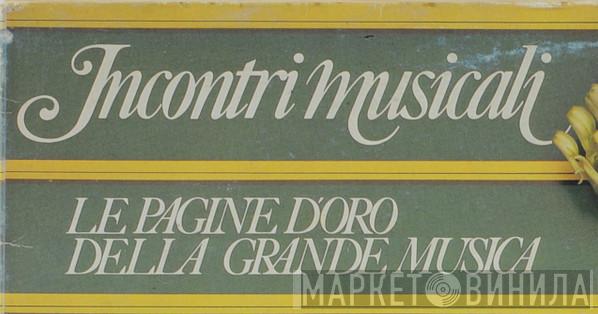 Incontri musicali
LE PAGINE D'ORO
DELLA GRANDE MUSICA
МАРКЕТ ВИНИЛА